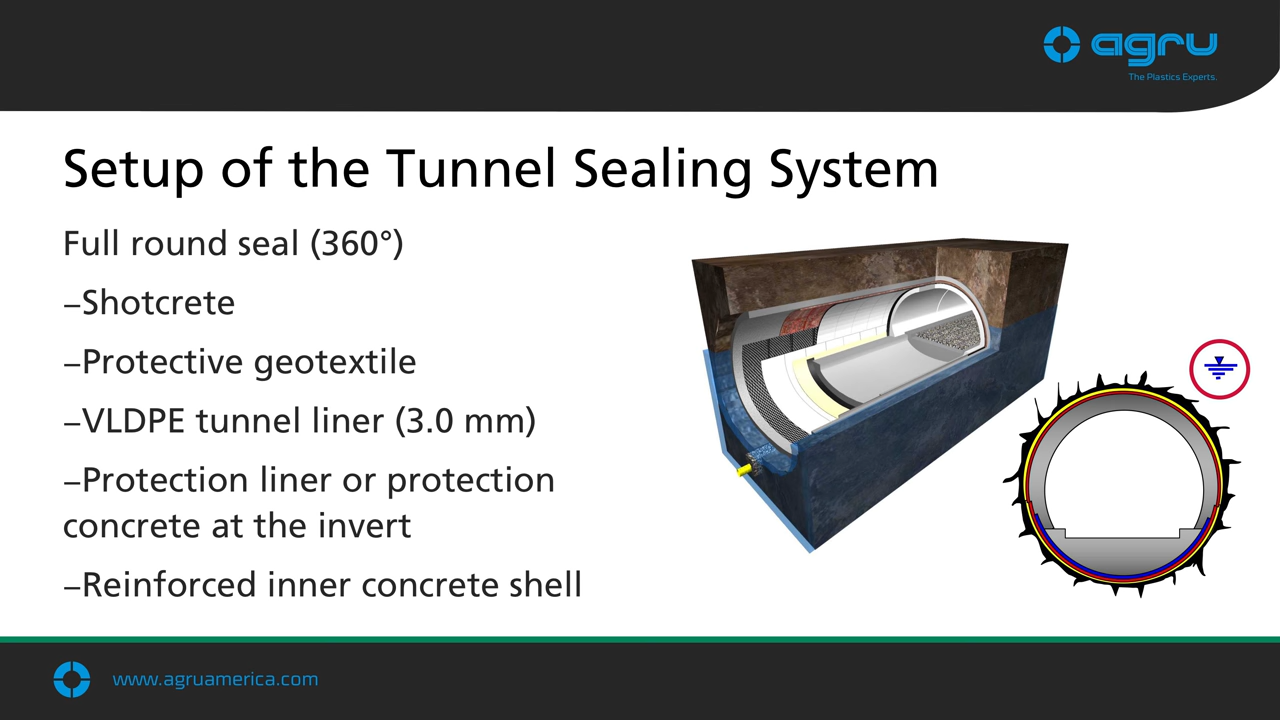 agru
The Plastics Experts.
Setup of the Tunnel Sealing System
Full round seal (360°)
–Shotcrete
–Protective geotextile
–VLDPE tunnel liner (3.0 mm)
–Protection liner or protection
concrete at the invert
–Reinforced inner concrete shell
www.agruamerica.com